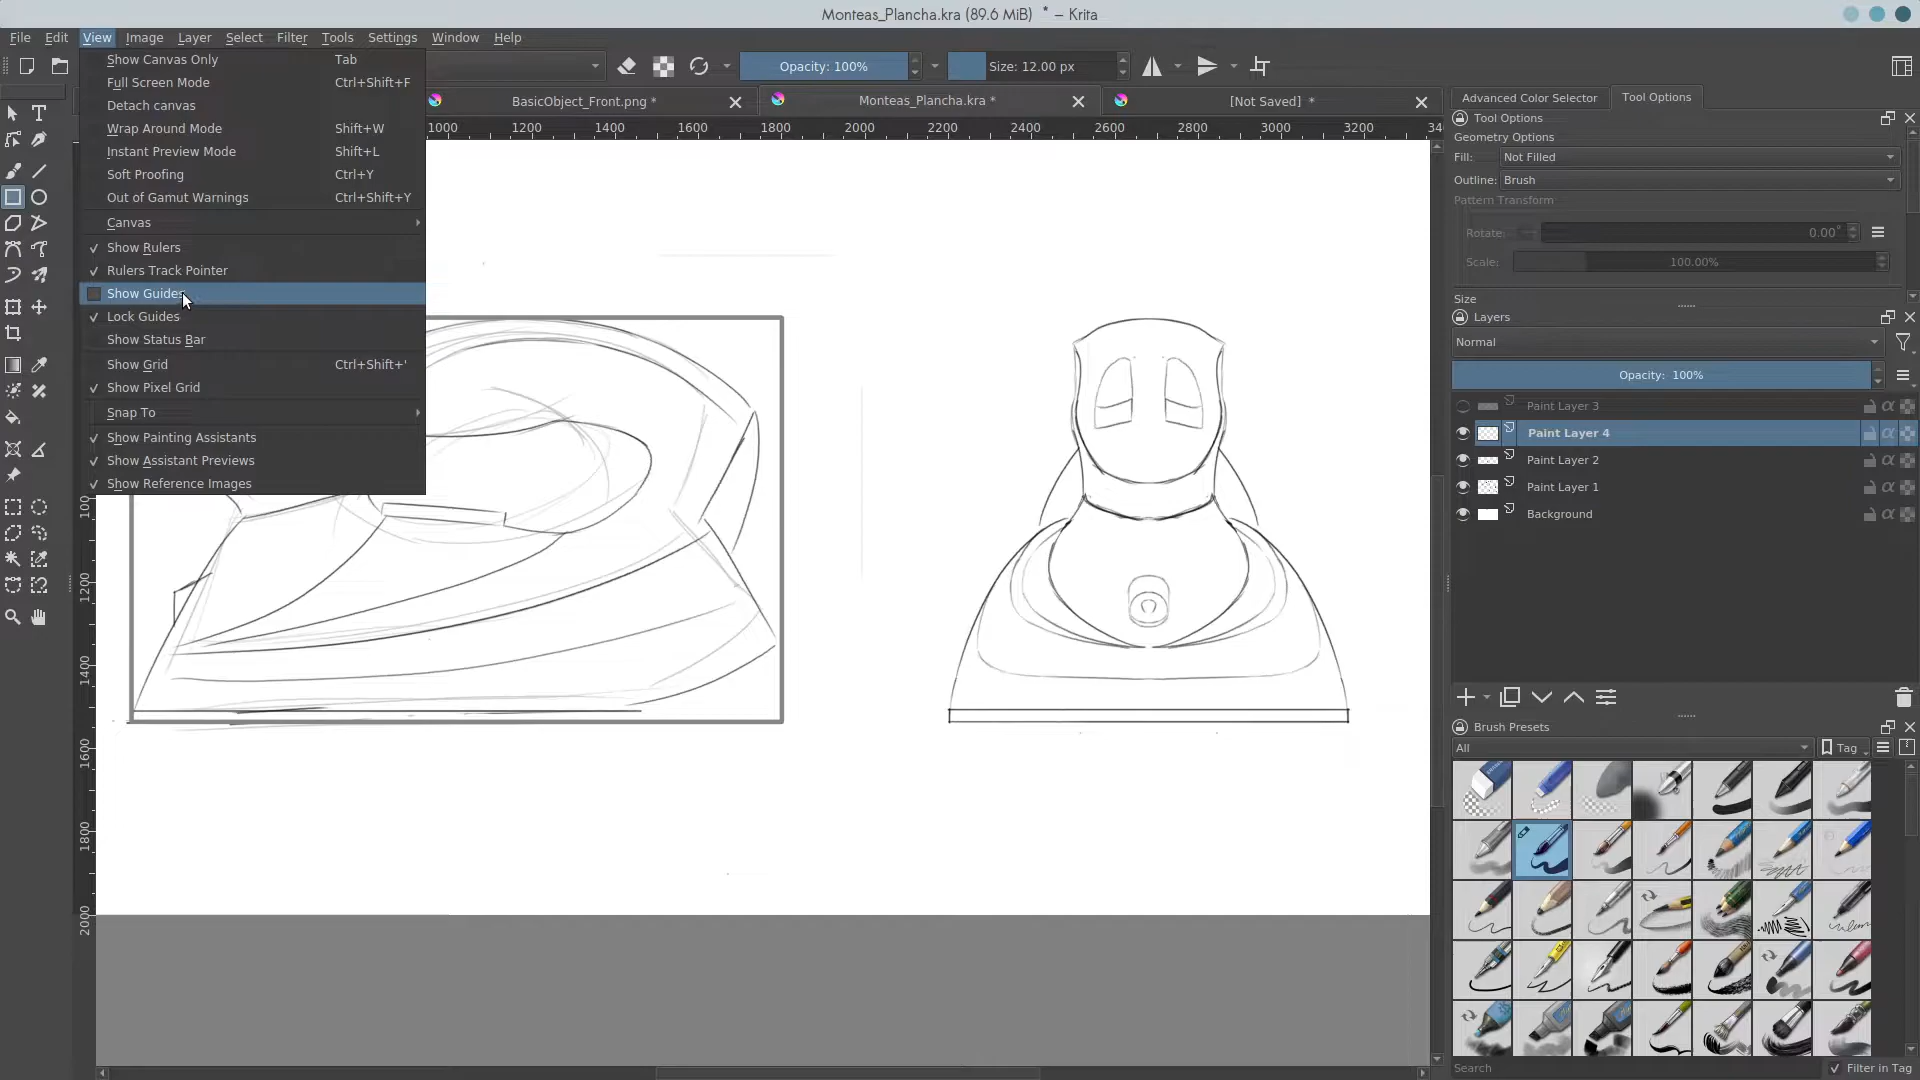 Monteas_Plancha.kra (89.6 MiB) * – Krita
File Edit View Image Layer Select Filter Tools Settings Window Help
Show Canvas Only Tab
Full Screen Mode Ctrl+Shift+F
Detach canvas
Wrap Around Mode Shift+W
Instant Preview Mode Shift+L
Soft Proofing Ctrl+Y
Out of Gamut Warnings Ctrl+Shift+Y
Canvas
Show Rulers
Rulers Track Pointer
Show Guides
Lock Guides
Show Status Bar
Show Grid Ctrl+Shift+'
Show Pixel Grid
Snap To
Show Painting Assistants
Show Assistant Previews
Show Reference Images
Opacity: 100%
Size: 12.00 px
BasicObject_Front.png *
Monteas_Plancha.kra *
[Not Saved] *
1000 1200 1400 1600 1800 2000 2200 2400 2600 2800 3000 3200
1200
1400
1600
1800
2000
Advanced Color Selector
Tool Options
Tool Options
Geometry Options
Fill: Not Filled
Outline: Brush
Pattern Transform
Rotate: 0.00°
Scale: 100.00%
Size
Layers
Normal
Opacity: 100%
Paint Layer 3
Paint Layer 4
Paint Layer 2
Paint Layer 1
Background
Brush Presets
All
Tag
Search
Filter in Tag